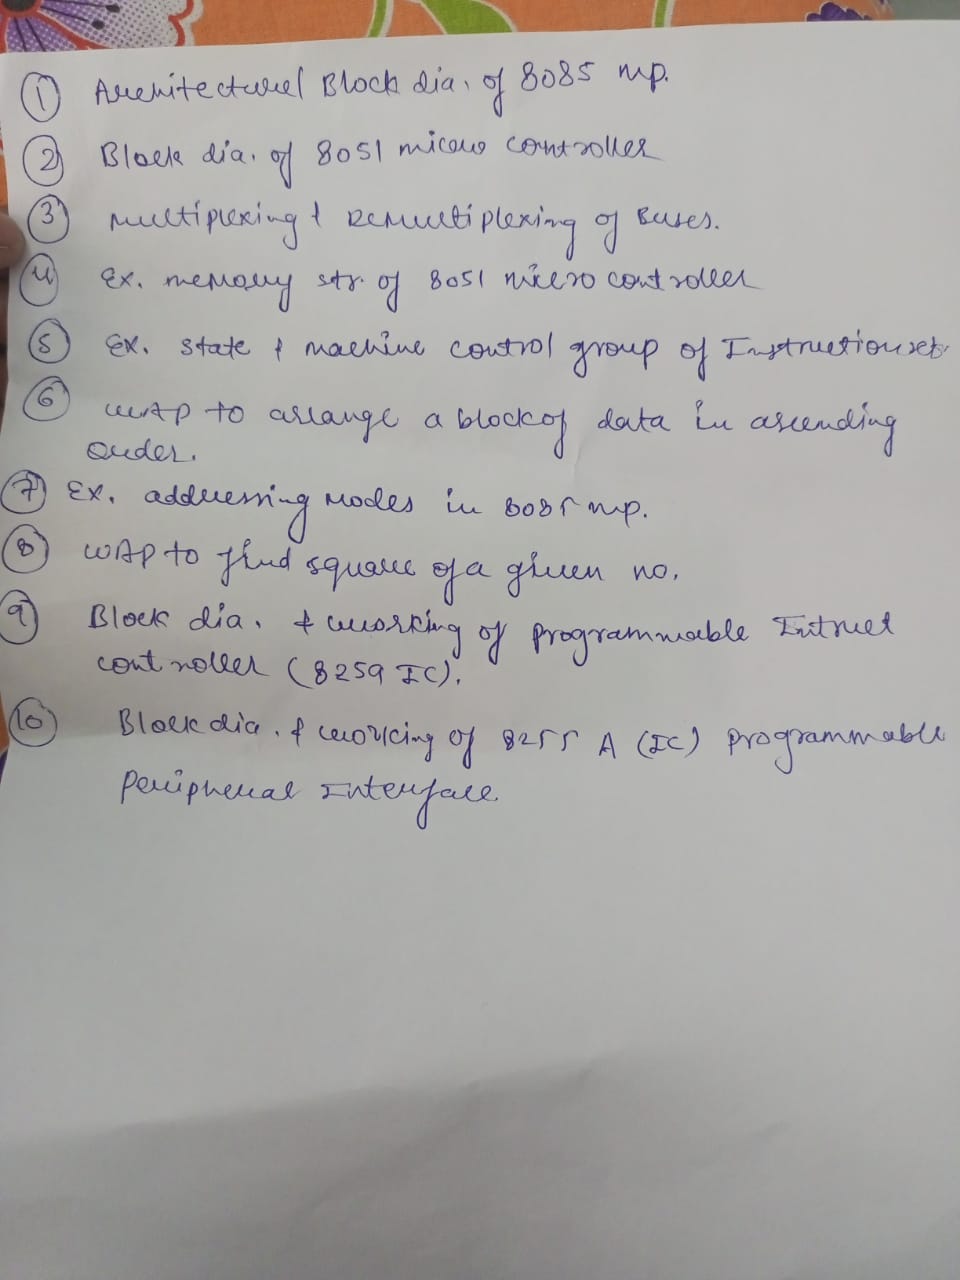 ① Architectural Block dia. of 8085 mp.
② Block dia. of 8051 micro controller
③ Multiplexing & Demultiplexing of Buses.
④ Ex. memory str. of 8051 micro controller
⑤ Ex. State & machine control group of Instruction set.
⑥ WAP to arrange a block of data in ascending
order.
⑦ Ex. addressing modes in 8085 mp.
⑧ WAP to find square of a given no.
⑨ Block dia. & working of programmable Intruct
controller (8259 IC).
⑩ Block dia. & working of 8255 A (IC) programmable
Peripheral Interface